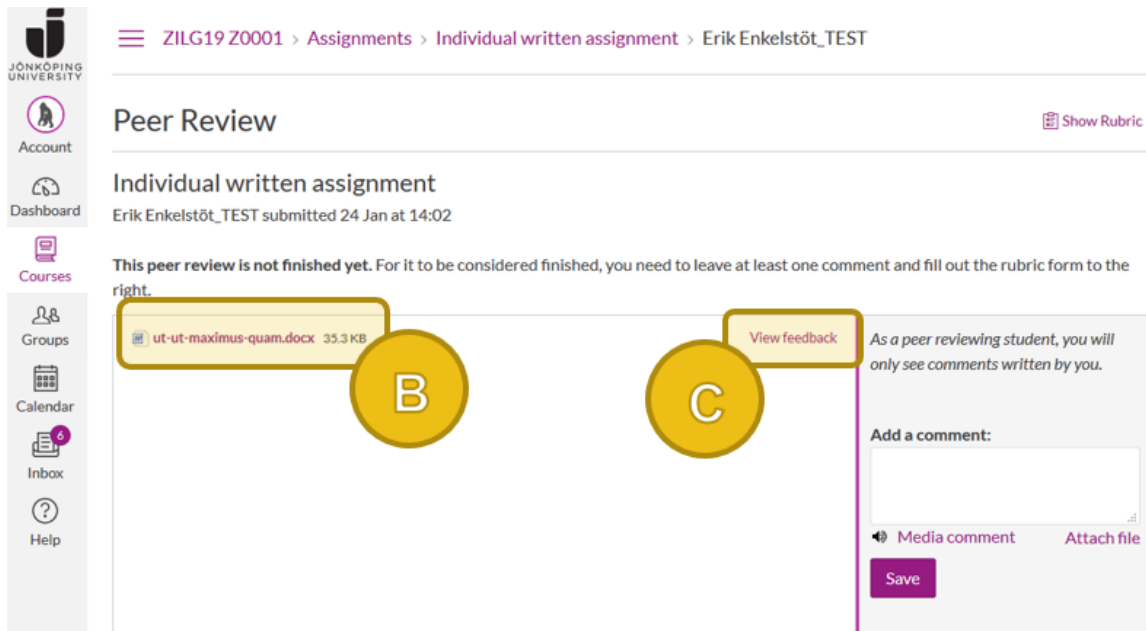 JÖNKÖPING
UNIVERSITY
Account
Dashboard
Courses
Groups
Calendar
6
Inbox
Help
ZILG19 Z0001 > Assignments > Individual written assignment > Erik Enkelstöt_TEST
Peer Review
Show Rubric
Individual written assignment
Erik Enkelstöt_TEST submitted 24 Jan at 14:02
This peer review is not finished yet. For it to be considered finished, you need to leave at least one comment and fill out the rubric form to the
right.
ut-ut-maximus-quam.docx 35.3 KB
B
View feedback
C
As a peer reviewing student, you will
only see comments written by you.
Add a comment:
Media comment
Attach file
Save